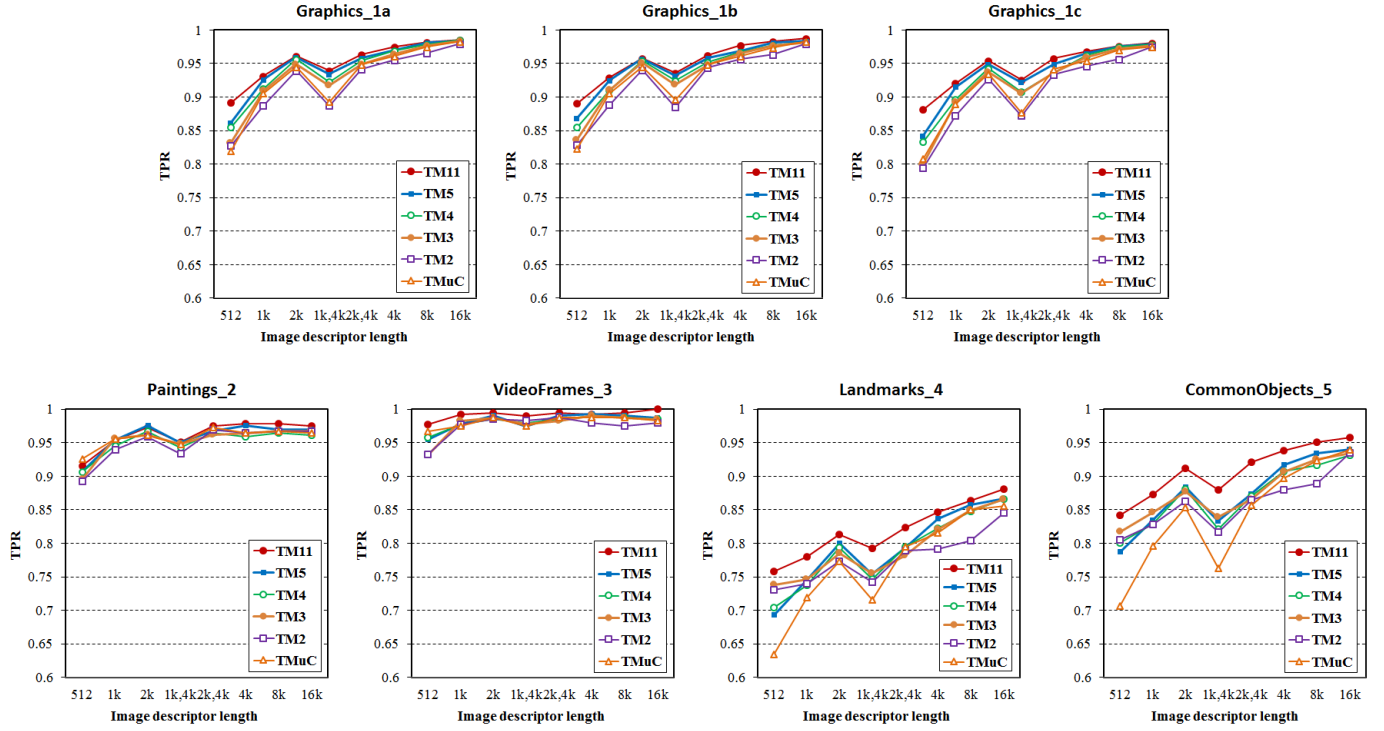 Graphics_1a
1
0.95
0.9
0.85
0.8
0.75
0.7
0.65
0.6
TPR
TM11
TM5
TM4
TM3
TM2
TMuC
512 1k 2k 1k,4k 2k,4k 4k 8k 16k
Image descriptor length
Graphics_1b
1
0.95
0.9
0.85
0.8
0.75
0.7
0.65
0.6
TPR
TM11
TM5
TM4
TM3
TM2
TMuC
512 1k 2k 1k,4k 2k,4k 4k 8k 16k
Image descriptor length
Graphics_1c
1
0.95
0.9
0.85
0.8
0.75
0.7
0.65
0.6
TPR
TM11
TM5
TM4
TM3
TM2
TMuC
512 1k 2k 1k,4k 2k,4k 4k 8k 16k
Image descriptor length
Paintings_2
1
0.95
0.9
0.85
0.8
0.75
0.7
0.65
0.6
TPR
TM11
TM5
TM4
TM3
TM2
TMuC
512 1k 2k 1k,4k 2k,4k 4k 8k 16k
Image descriptor length
VideoFrames_3
1
0.95
0.9
0.85
0.8
0.75
0.7
0.65
0.6
TPR
TM11
TM5
TM4
TM3
TM2
TMuC
512 1k 2k 1k,4k 2k,4k 4k 8k 16k
Image descriptor length
Landmarks_4
1
0.95
0.9
0.85
0.8
0.75
0.7
0.65
0.6
TPR
TM11
TM5
TM4
TM3
TM2
TMuC
512 1k 2k 1k,4k 2k,4k 4k 8k 16k
Image descriptor length
CommonObjects_5
1
0.95
0.9
0.85
0.8
0.75
0.7
0.65
0.6
TPR
TM11
TM5
TM4
TM3
TM2
TMuC
512 1k 2k 1k,4k 2k,4k 4k 8k 16k
Image descriptor length